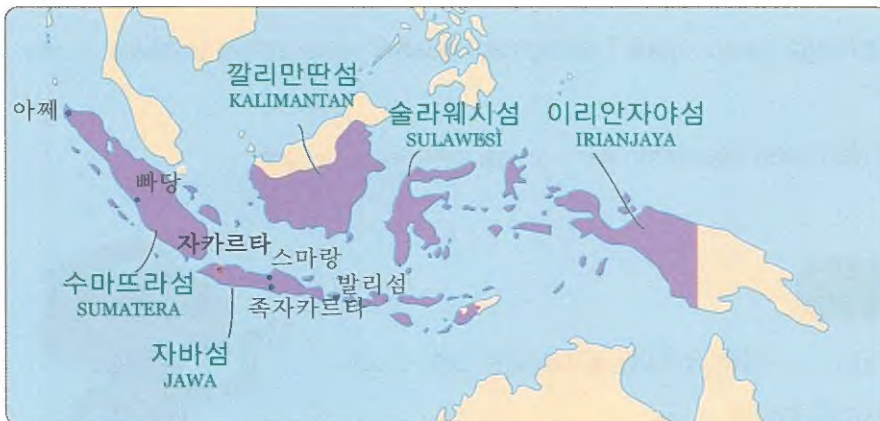 깔리만딴섬
KALIMANTAN
술라웨시섬
SULAWESI
이리안자야섬
IRIANJAYA
아쩨
빠당
자카르타
스마랑
수마뜨라섬
SUMATERA
발리섬
족자카르타
자바섬
JAWA